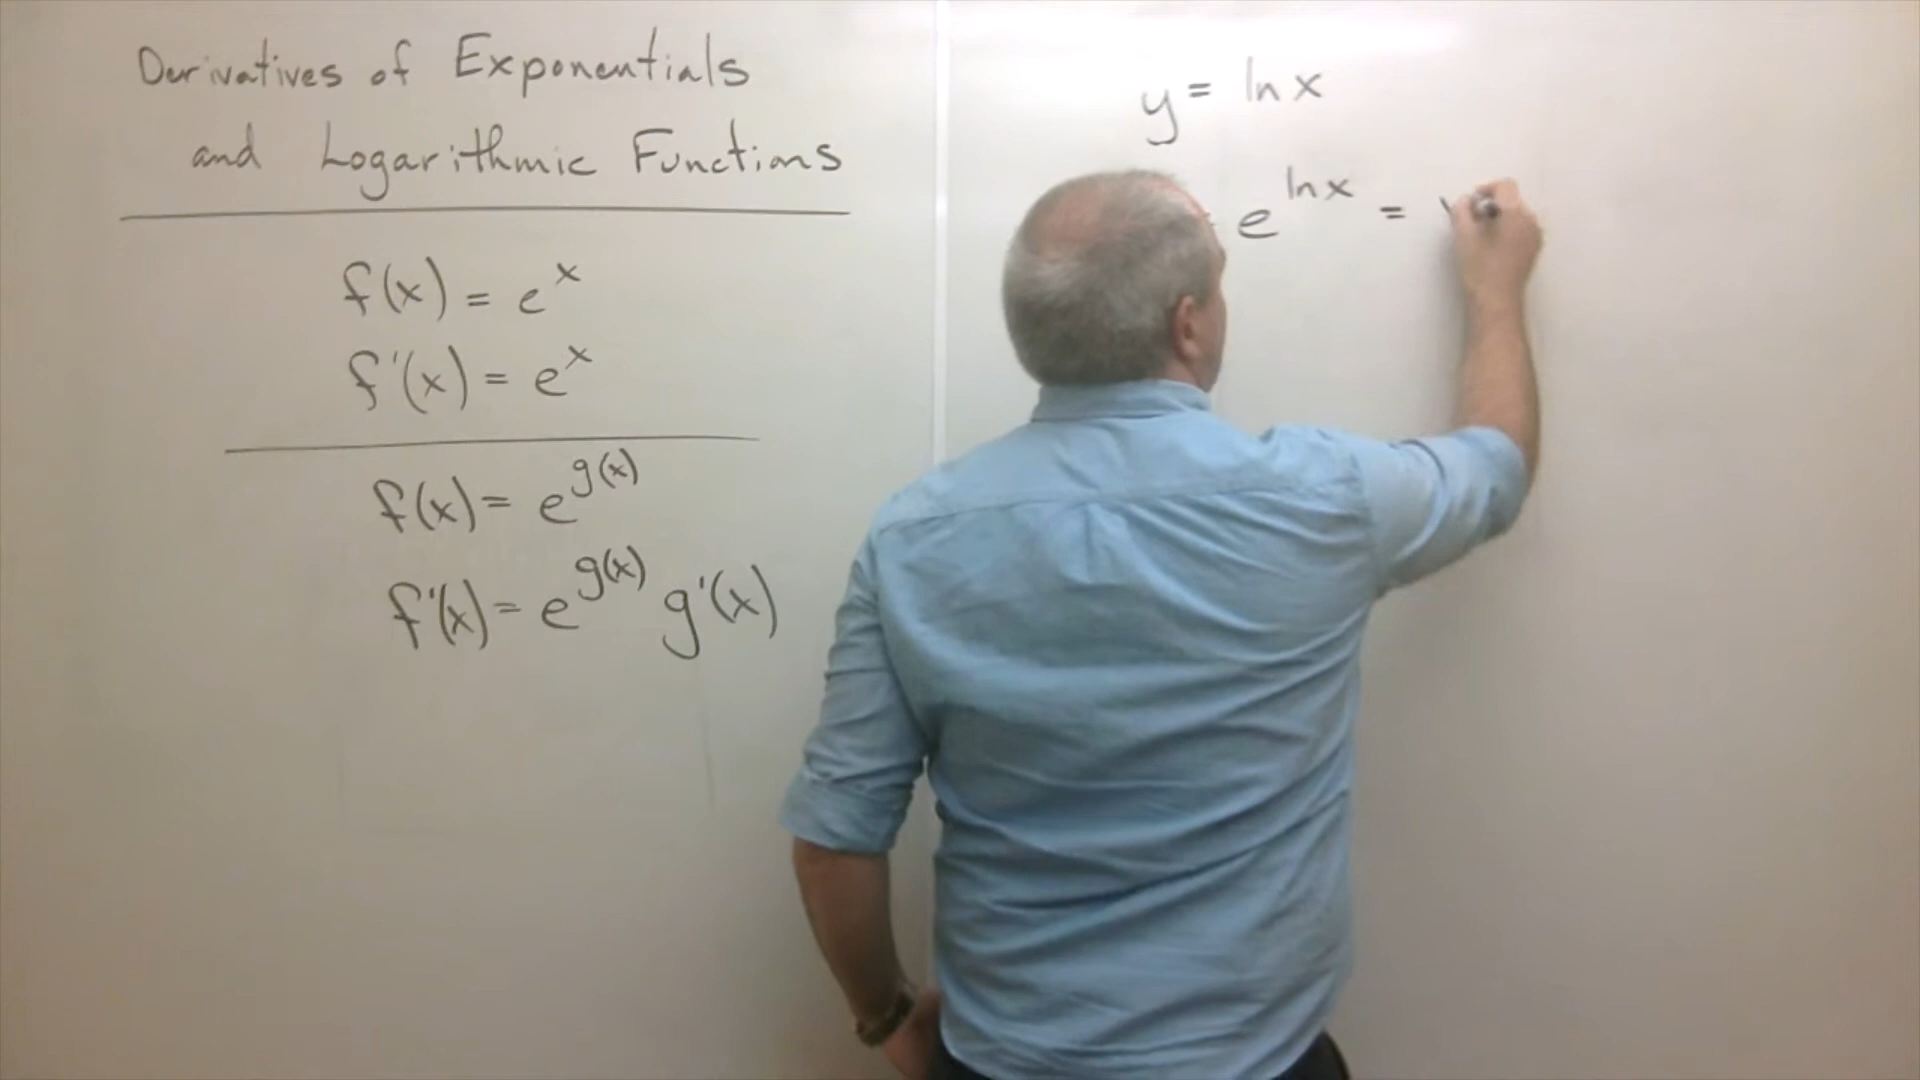 Derivatives of Exponentials
and Logarithmic Functions
f(x) = e^x
f'(x) = e^x
f(x) = e^g(x)
f'(x) = e^g(x) g'(x)
y = ln x
e^ln x =